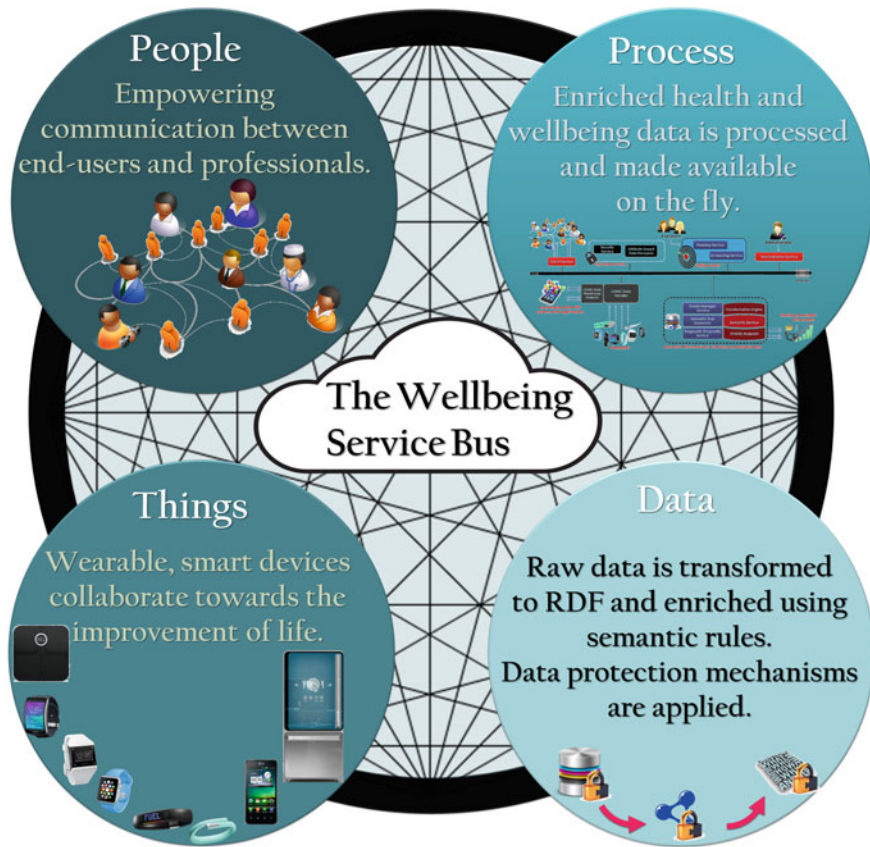 People
Empowering
communication between
end-users and professionals.
Process
Enriched health and
wellbeing data is processed
and made available
on the fly.
The Wellbeing
Service Bus
Things
Wearable, smart devices
collaborate towards the
improvement of life.
FUEL
Data
Raw data is transformed
to RDF and enriched using
semantic rules.
Data protection mechanisms
are applied.